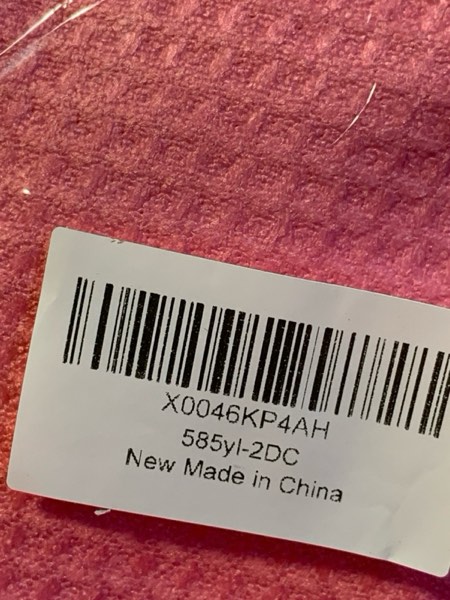 X0046KP4AH
585yl-2DC
New Made in China